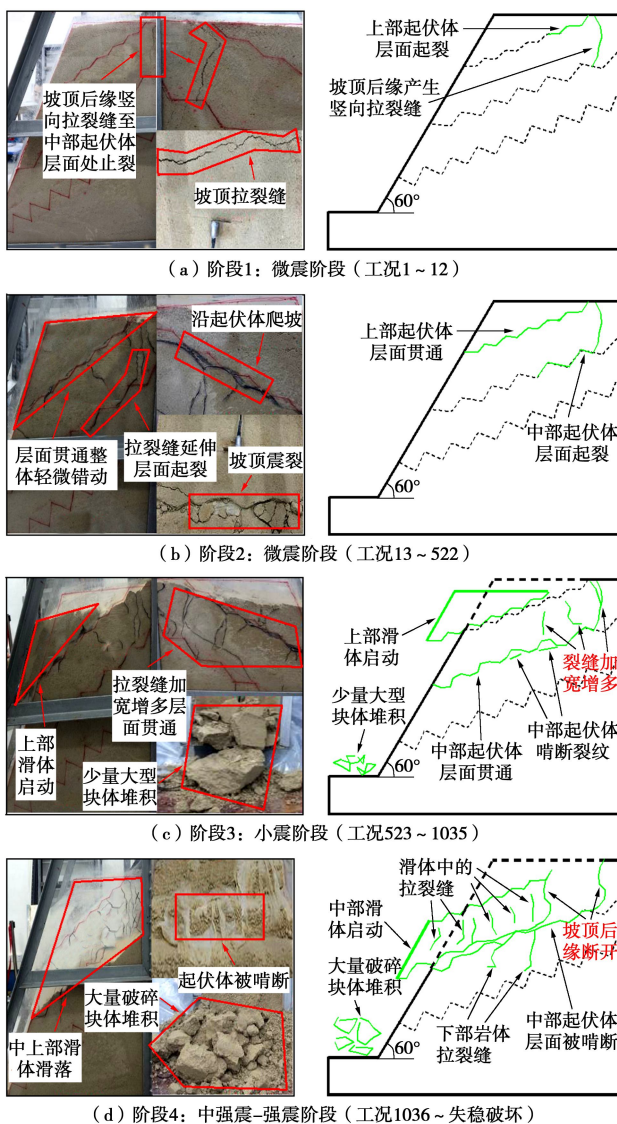 坡顶后缘竖
向拉裂缝至
中部起伏体
层面处止裂
坡顶拉裂缝
上部起伏体
层面起裂
坡顶后缘产生
竖向拉裂缝
60°
(a) 阶段1：微震阶段（工况1~12）
沿起伏体爬坡
层面贯通整
体轻微错动
拉裂缝延伸
层面起裂
坡顶震裂
上部起伏体
层面贯通
中部起伏体
层面起裂
60°
(b) 阶段2：微震阶段（工况13~522）
上部
滑体
启动
拉裂缝加
宽增多层
面贯通
少量大型
块体堆积
上部滑
体启动
裂缝加
宽增多
少量大型
块体堆积
中部起伏体
层面贯通
中部起伏体
啃断裂纹
60°
(c) 阶段3：小震阶段（工况523~1035）
起伏体被啃断
大量破碎
块体堆积
中上部滑
体滑落
滑体中的
拉裂缝
中部滑
体启动
坡顶后
缘断开
大量破碎
块体堆积
下部岩体
拉裂缝
中部起伏体
层面被啃断
60°
(d) 阶段4：中强震-强震阶段（工况1036~失稳破坏）